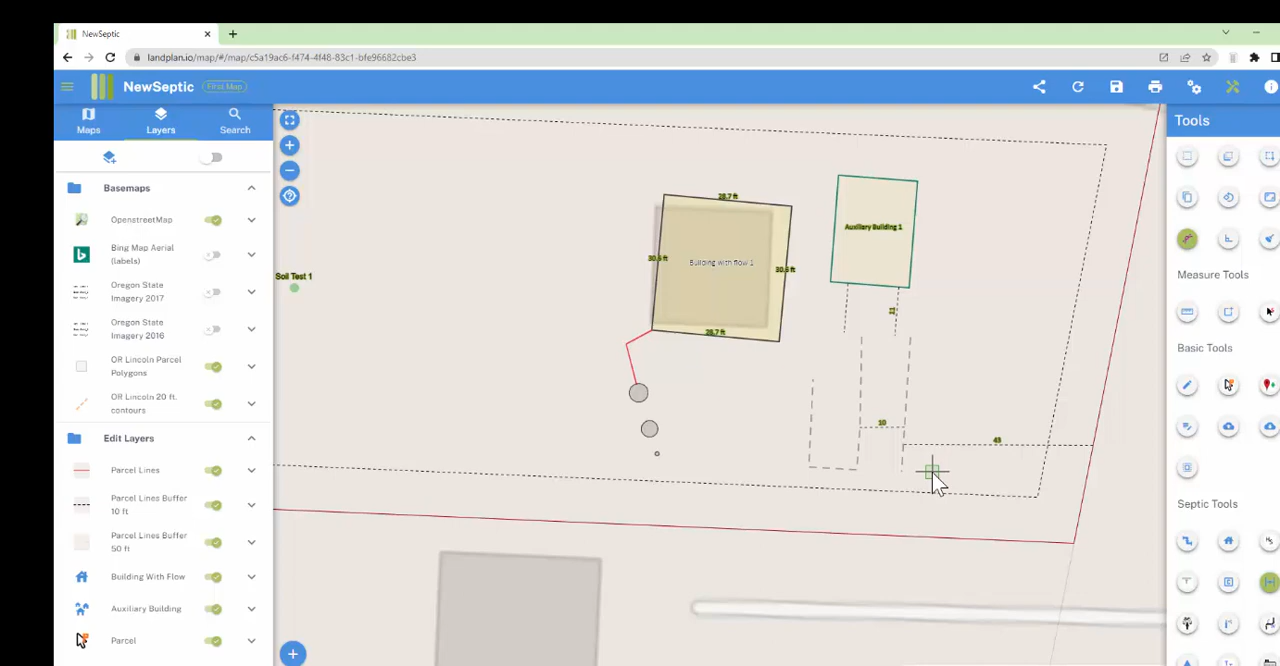 NewSeptic
landplan.io/map/#/map/c5a19ac6-f474-4f48-83c1-bfe96682cbe3
NewSeptic
First Map
Maps
Layers
Search
Basemaps
OpenstreetMap
Bing Map Aerial
(labels)
Oregon State
Imagery 2017
Oregon State
Imagery 2016
OR Lincoln Parcel
Polygons
OR Lincoln 20 ft.
contours
Edit Layers
Parcel Lines
Parcel Lines Buffer
10 ft
Parcel Lines Buffer
50 ft
Building With Flow
Auxiliary Building
Parcel
Soil Test 1
28.7 ft
30.5 ft
Building with flow 1
30.5 ft
28.7 ft
Auxiliary Building 1
10
45
Tools
Measure Tools
Basic Tools
Septic Tools